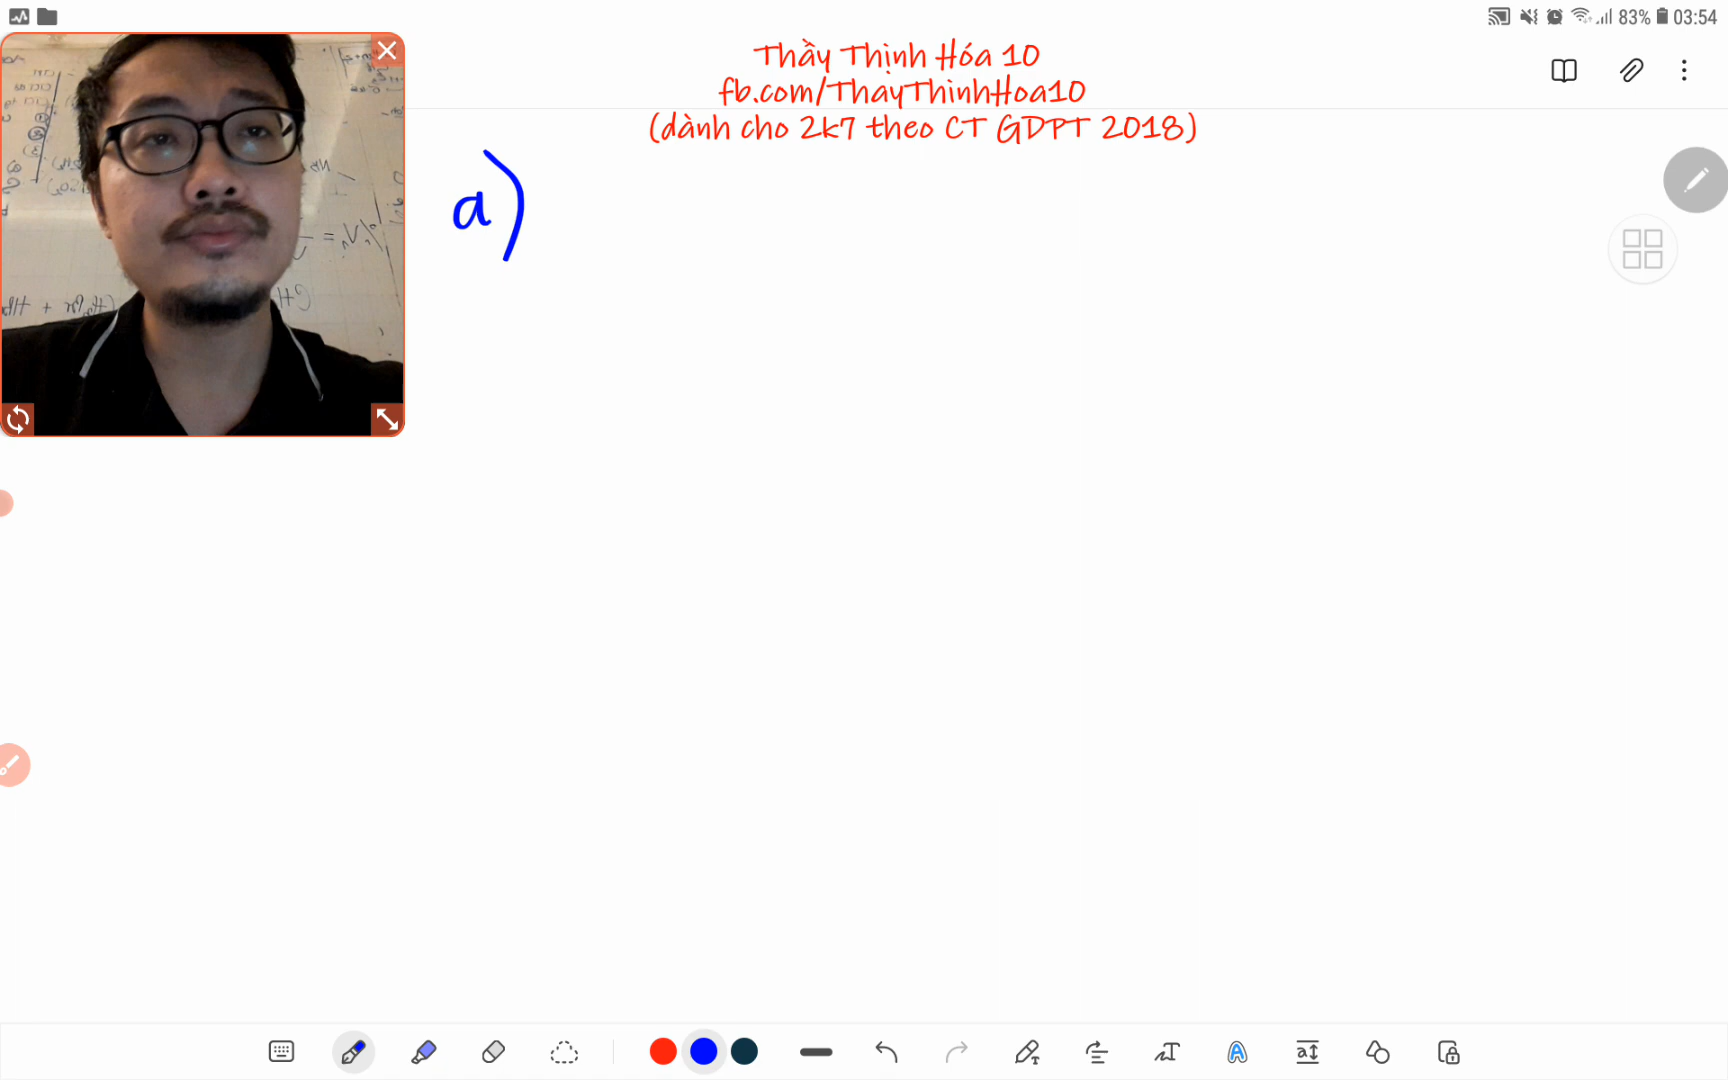 83% 03:54
Thầy Thịnh Hóa 10
fb.com/ThayThinhHoa10
(dành cho 2k7 theo CT GDPT 2018)
a)